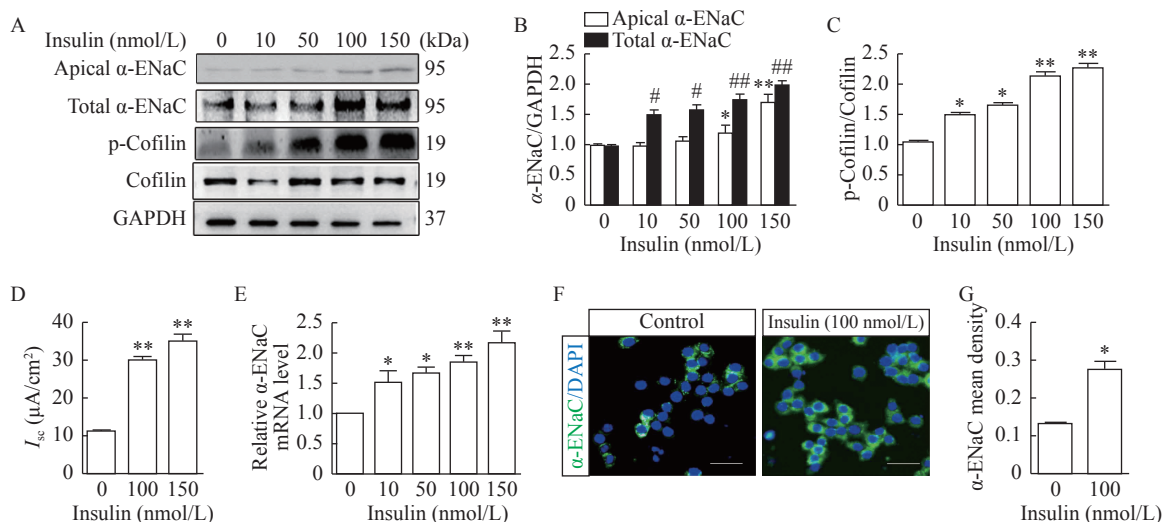 A
Insulin (nmol/L) 0 10 50 100 150 (kDa)
Apical α-ENaC 95
Total α-ENaC 95
p-Cofilin 19
Cofilin 19
GAPDH 37
B
Apical α-ENaC
Total α-ENaC
α-ENaC/GAPDH
2.5
2.0
1.5
1.0
0.5
0
# # ## ##
* **
0 10 50 100 150
Insulin (nmol/L)
C
p-Cofilin/Cofilin
2.5
2.0
1.5
1.0
0.5
0
* * ** **
0 10 50 100 150
Insulin (nmol/L)
D
Isc (μA/cm²)
40
30
20
10
0
** **
0 100 150
Insulin (nmol/L)
E
Relative α-ENaC
mRNA level
2.5
2.0
1.5
1.0
0.5
0
* * ** **
0 10 50 100 150
Insulin (nmol/L)
F
Control Insulin (100 nmol/L)
α-ENaC/DAPI
G
α-ENaC mean density
0.4
0.3
0.2
0.1
0
*
0 100
Insulin (nmol/L)